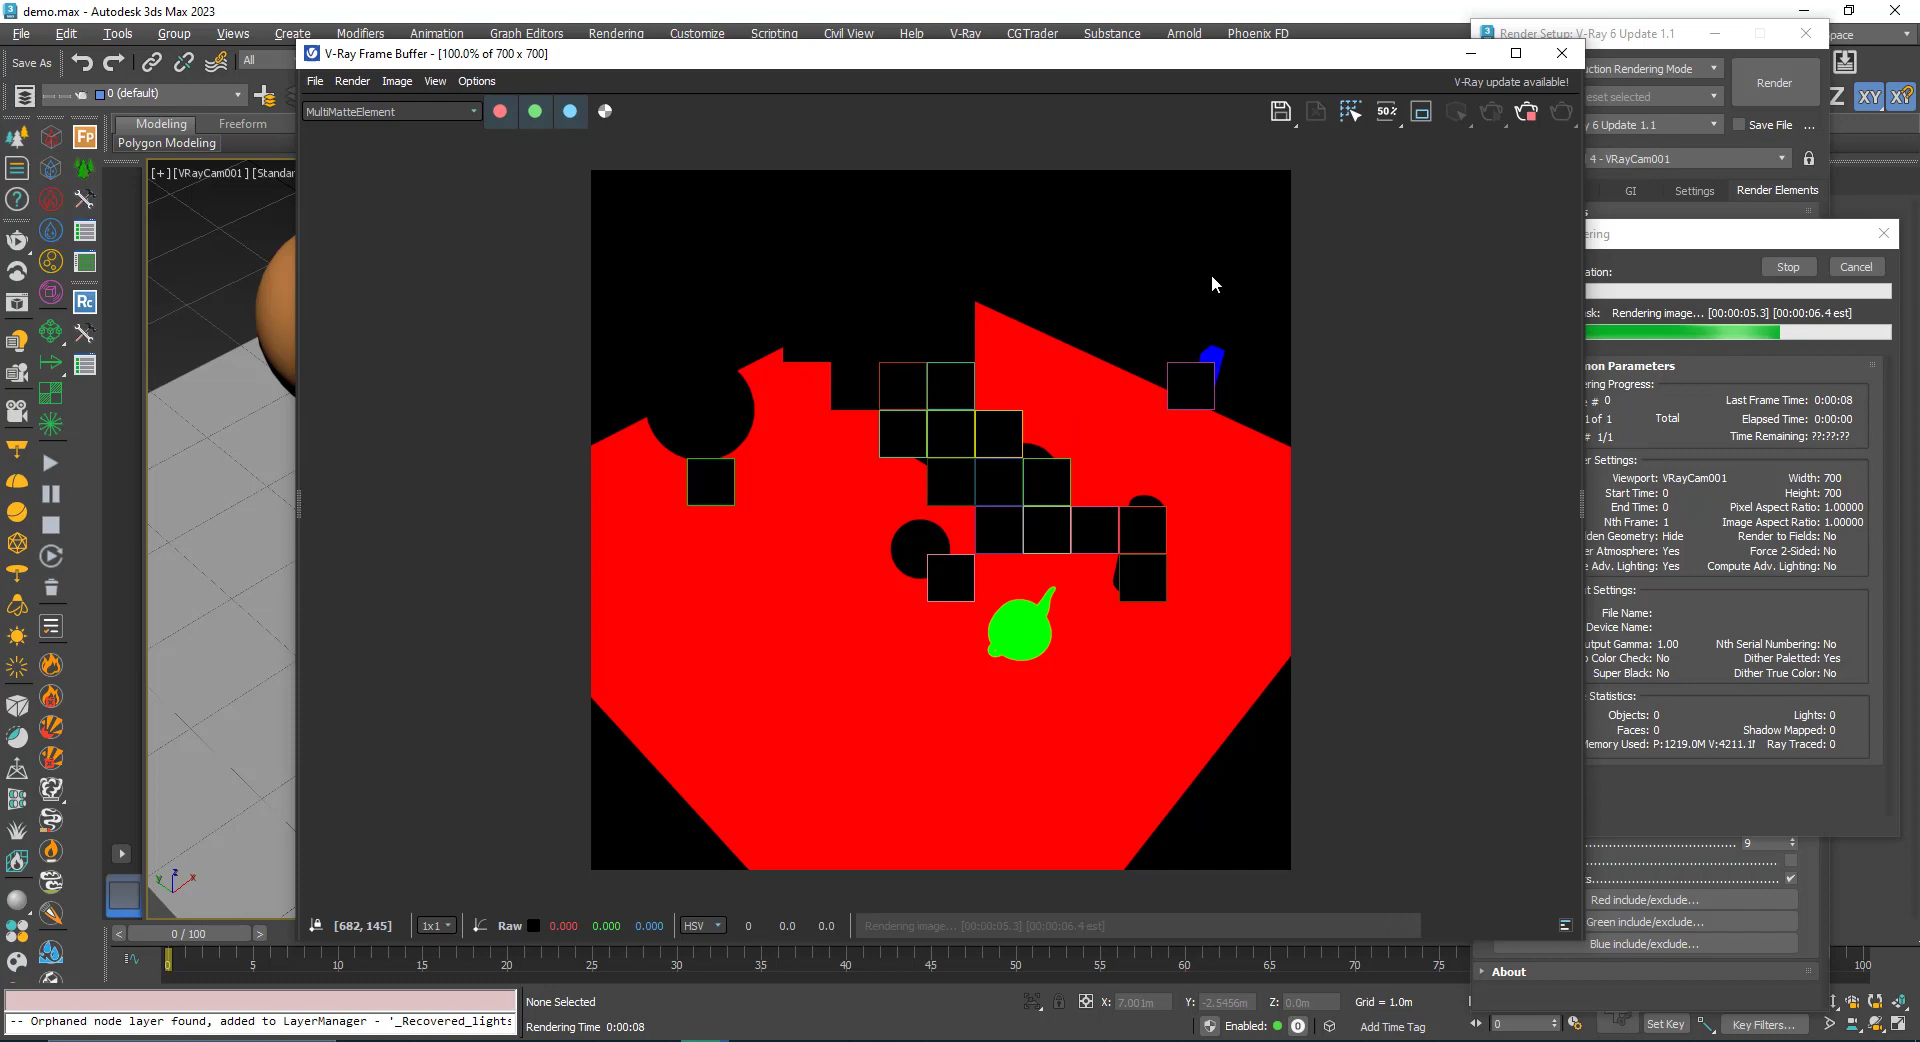 demo.max - Autodesk 3ds Max 2023
File Edit Tools Group Views Create Modifiers Animation Graph Editors Rendering Customize Scripting Civil View Help V-Ray CGTrader Substance Arnold Phoenix FD
Render Setup: V-Ray 6 Update 1.1
Save As
All
V-Ray Frame Buffer - [100.0% of 700 x 700]
File Render Image View Options
V-Ray update available!
0 (default)
MultiMatteElement
50%
Modeling Freeform
Polygon Modeling
[+] [VRayCam001] [Standar
Fp
Rc
uction Rendering Mode
eset selected
Render
y 6 Update 1.1
Save File ...
4 - VRayCam001
GI Settings Render Elements
Z XY
pace
ering
ation:
Stop Cancel
sk: Rendering image... [00:00:05.3] [00:00:06.4 est]
mon Parameters
ering Progress:
e # 0 Last Frame Time: 0:00:08
1 of 1 Total Elapsed Time: 0:00:00
# 1/1 Time Remaining: ??:??:??
er Settings:
Viewport: VRayCam001 Width: 700
Start Time: 0 Height: 700
End Time: 0 Pixel Aspect Ratio: 1.00000
Nth Frame: 1 Image Aspect Ratio: 1.00000
dden Geometry: Hide Render to Fields: No
er Atmosphere: Yes Force 2-Sided: No
e Adv. Lighting: Yes Compute Adv. Lighting: No
t Settings:
File Name:
Device Name:
utput Gamma: 1.00 Nth Serial Numbering: No
o Color Check: No Dither Paletted: Yes
Super Black: No Dither True Color: No
Statistics:
Objects: 0 Lights: 0
Faces: 0 Shadow Mapped: 0
Memory Used: P:1219.0M V:4211.1M Ray Traced: 0
9
Red include/exclude...
Green include/exclude...
Blue include/exclude...
About
z y x
[682, 145] 1x1 Raw 0.000 0.000 0.000 HSV 0 0.0 0.0 Rendering image... [00:00:05.3] [00:00:06.4 est]
< 0 / 100 >
0 5 10 15 20 25 30 35 40 45 50 55 60 65 70 75 100
None Selected
X: 7.001m Y: -2.5456m Z: 0.0m Grid = 1.0m
-- Orphaned node layer found, added to LayerManager - '_Recovered_lights
Rendering Time 0:00:08
Enabled: 0
Add Time Tag
0
Set Key
Key Filters...